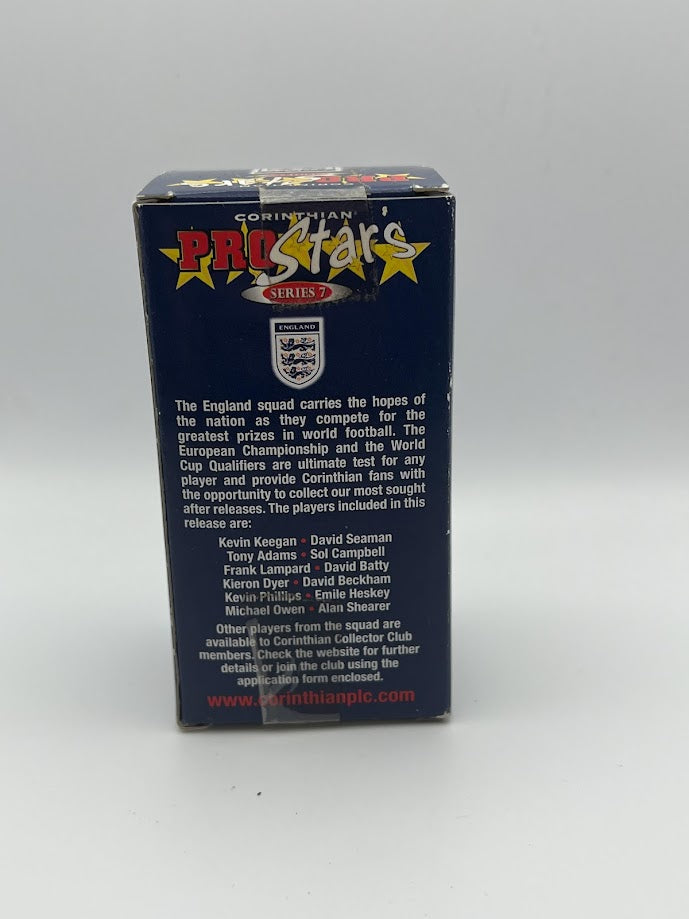 CORINTHIAN
PRO Stars
SERIES 7
ENGLAND
The England squad carries the hopes of
the nation as they compete for the
greatest prizes in world football. The
European Championship and the World
Cup Qualifiers are ultimate test for any
player and provide Corinthian fans with
the opportunity to collect our most sought
after releases. The players included in this
release are:
Kevin Keegan • David Seaman
Tony Adams • Sol Campbell
Frank Lampard • David Batty
Kieron Dyer • David Beckham
Kevin Phillips • Emile Heskey
Michael Owen • Alan Shearer
Other players from the squad are
available to Corinthian Collector Club
members. Check the website for further
details or join the club using the
application form enclosed.
www.corinthianplc.com